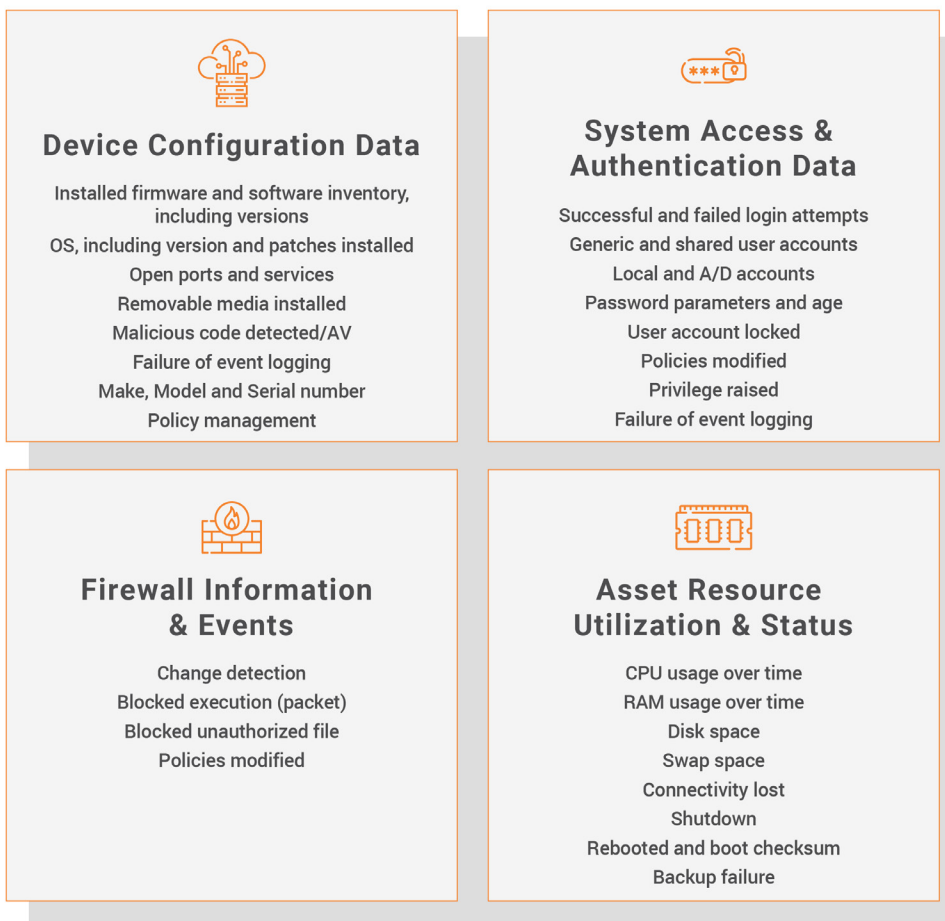 Device Configuration Data
Installed firmware and software inventory,
including versions
OS, including version and patches installed
Open ports and services
Removable media installed
Malicious code detected/AV
Failure of event logging
Make, Model and Serial number
Policy management
***
System Access &
Authentication Data
Successful and failed login attempts
Generic and shared user accounts
Local and A/D accounts
Password parameters and age
User account locked
Policies modified
Privilege raised
Failure of event logging
Firewall Information
& Events
Change detection
Blocked execution (packet)
Blocked unauthorized file
Policies modified
Asset Resource
Utilization & Status
CPU usage over time
RAM usage over time
Disk space
Swap space
Connectivity lost
Shutdown
Rebooted and boot checksum
Backup failure